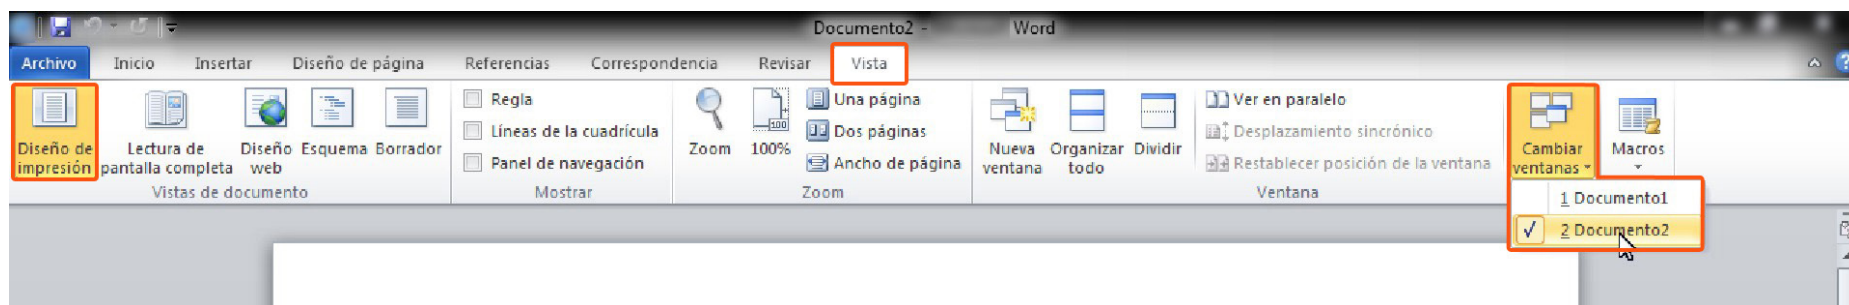 Documento2 - Word
Archivo Inicio Insertar Diseño de página Referencias Correspondencia Revisar Vista
Diseño de impresión
Lectura de pantalla completa
Diseño web
Esquema
Borrador
Vistas de documento
Regla
Líneas de la cuadrícula
Panel de navegación
Mostrar
Zoom
100%
Una página
Dos páginas
Ancho de página
Zoom
Nueva ventana
Organizar todo
Dividir
Ver en paralelo
Desplazamiento sincrónico
Restablecer posición de la ventana
Ventana
Cambiar ventanas
Macros
1 Documento1
2 Documento2